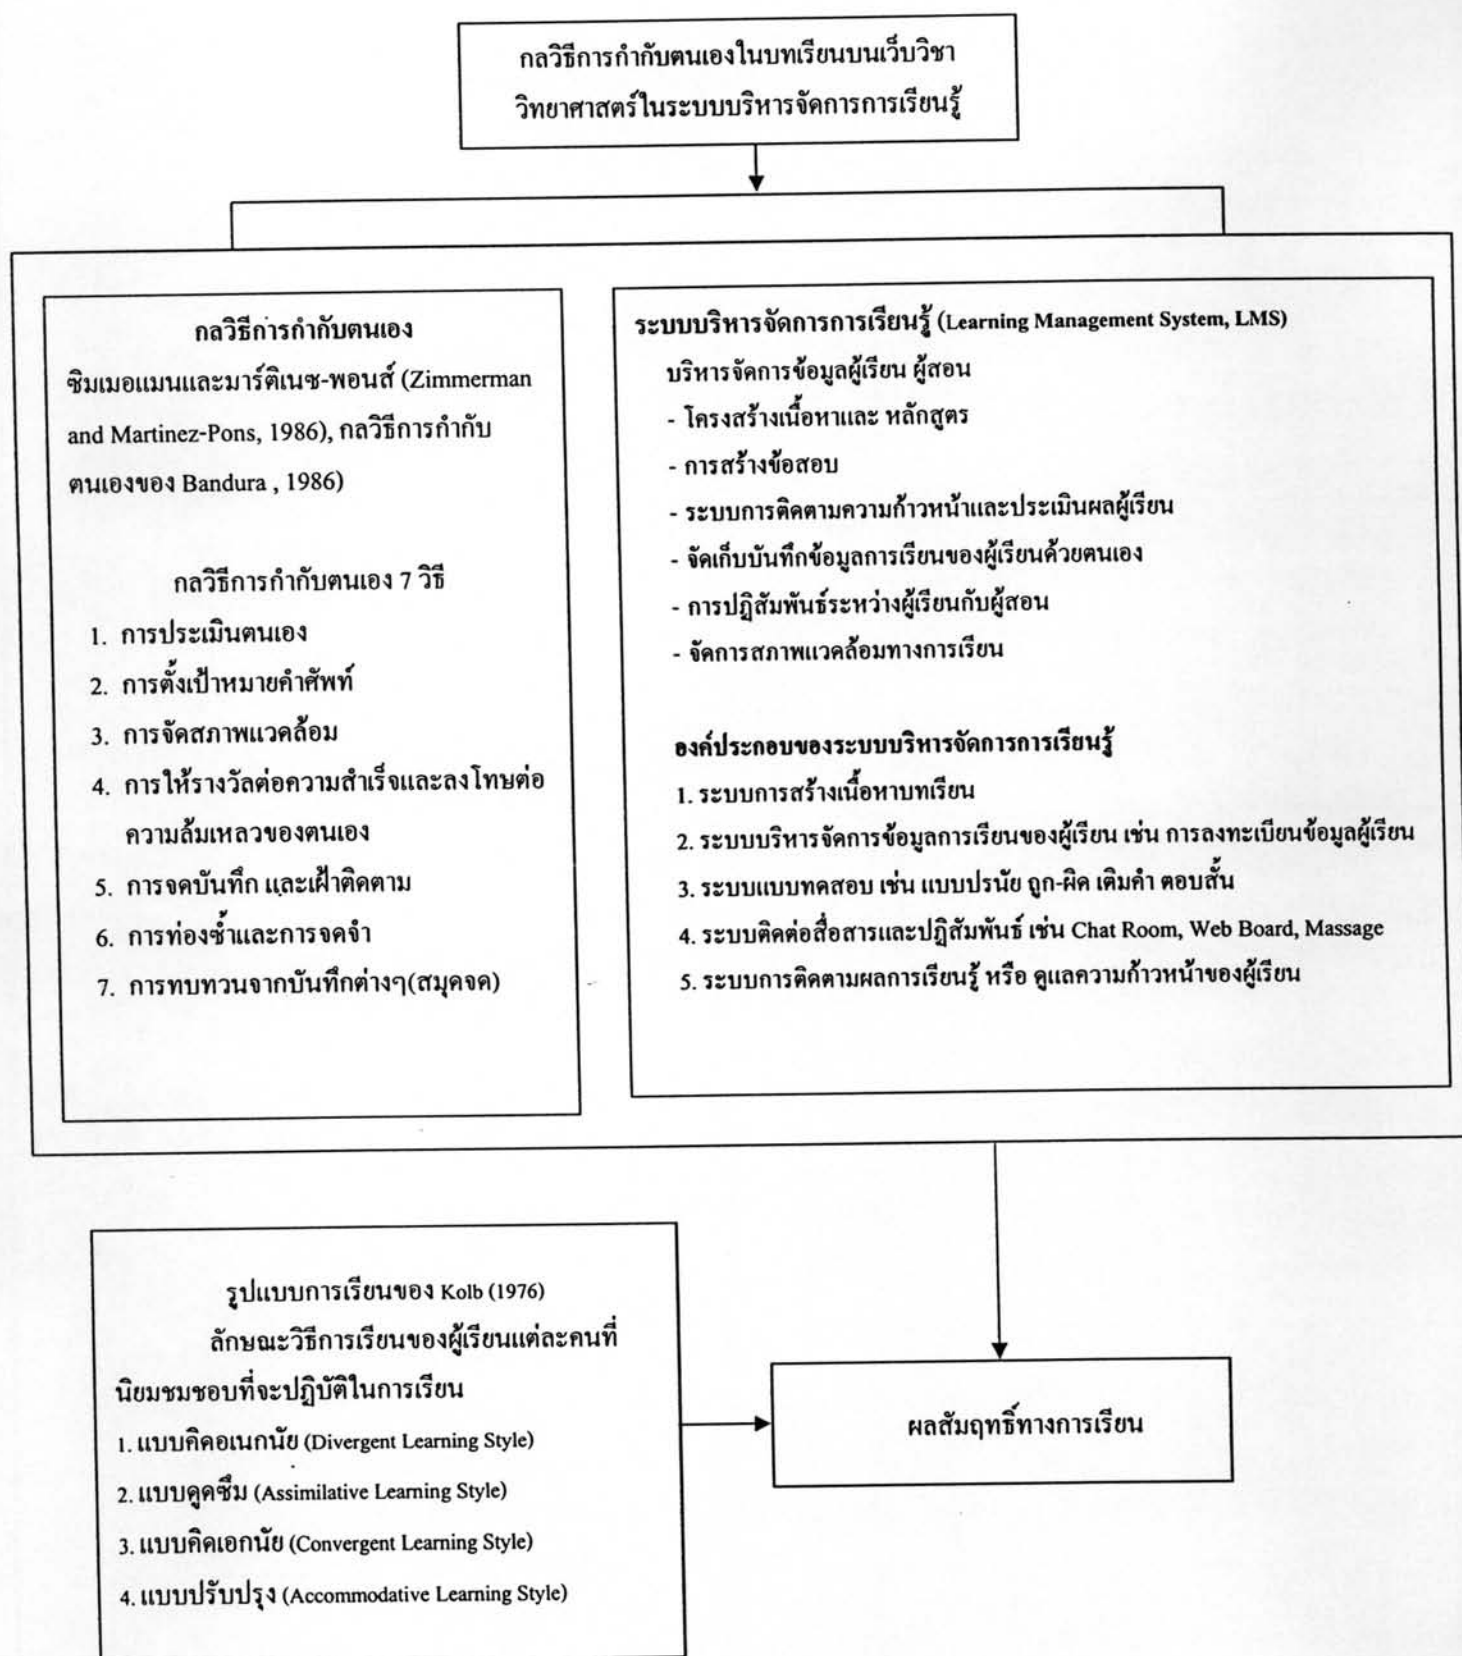 กลวิธีการกำกับตนเองในบทเรียนบนเว็บวิชา
วิทยาศาสตร์ในระบบบริหารจัดการการเรียนรู้
กลวิธีการกำกับตนเอง
ซิมเมอแมนและมาร์ติเนซ-พอนส์ (Zimmerman
and Martinez-Pons, 1986), กลวิธีการกำกับ
ตนเองของ Bandura , 1986)
กลวิธีการกำกับตนเอง 7 วิธี
1. การประเมินตนเอง
2. การตั้งเป้าหมายคำศัพท์
3. การจัดสภาพแวดล้อม
4. การให้รางวัลต่อความสำเร็จและลงโทษต่อ
ความล้มเหลวของตนเอง
5. การจดบันทึก และเฝ้าติดตาม
6. การท่องซ้ำและการจดจำ
7. การทบทวนจากบันทึกต่างๆ(สมุดจด)
ระบบบริหารจัดการการเรียนรู้ (Learning Management System, LMS)
บริหารจัดการข้อมูลผู้เรียน ผู้สอน
- โครงสร้างเนื้อหาและ หลักสูตร
- การสร้างข้อสอบ
- ระบบการติดตามความก้าวหน้าและประเมินผลผู้เรียน
- จัดเก็บบันทึกข้อมูลการเรียนของผู้เรียนด้วยตนเอง
- การปฏิสัมพันธ์ระหว่างผู้เรียนกับผู้สอน
- จัดการสภาพแวดล้อมทางการเรียน
องค์ประกอบของระบบบริหารจัดการการเรียนรู้
1. ระบบการสร้างเนื้อหาบทเรียน
2. ระบบบริหารจัดการข้อมูลการเรียนของผู้เรียน เช่น การลงทะเบียนข้อมูลผู้เรียน
3. ระบบแบบทดสอบ เช่น แบบปรนัย ถูก-ผิด เติมคำ ตอบสั้น
4. ระบบติดต่อสื่อสารและปฏิสัมพันธ์ เช่น Chat Room, Web Board, Massage
5. ระบบการติดตามผลการเรียนรู้ หรือ ดูแลความก้าวหน้าของผู้เรียน
รูปแบบการเรียนของ Kolb (1976)
ลักษณะวิธีการเรียนของผู้เรียนแต่ละคนที่
นิยมชมชอบที่จะปฏิบัติในการเรียน
1. แบบคิดอเนกนัย (Divergent Learning Style)
2. แบบดูดซึม (Assimilative Learning Style)
3. แบบคิดเอกนัย (Convergent Learning Style)
4. แบบปรับปรุง (Accommodative Learning Style)
ผลสัมฤทธิ์ทางการเรียน